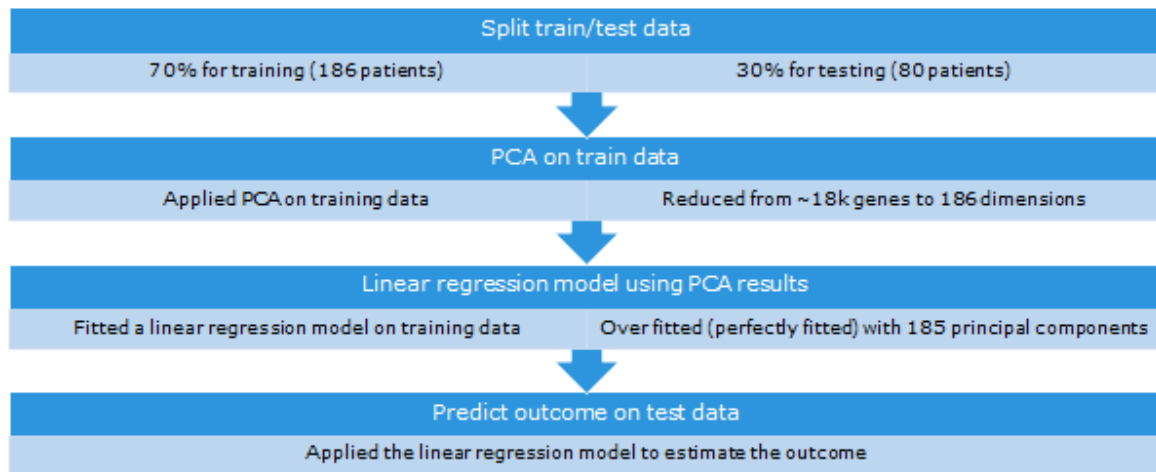 Split train/test data
70% for training (186 patients)
30% for testing (80 patients)
PCA on train data
Applied PCA on training data
Reduced from ~18k genes to 186 dimensions
Linear regression model using PCA results
Fitted a linear regression model on training data
Over fitted (perfectly fitted) with 185 principal components
Predict outcome on test data
Applied the linear regression model to estimate the outcome